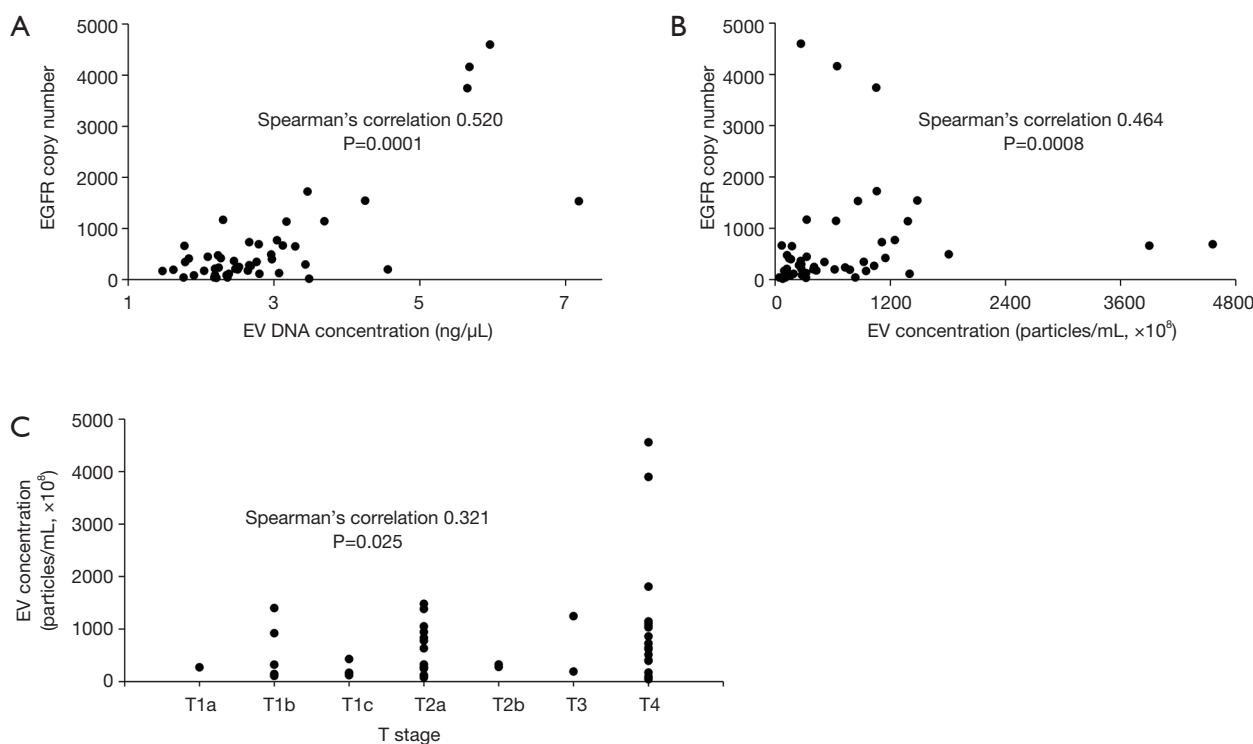 A
5000
4000
3000
2000
1000
0
EGFR copy number
Spearman's correlation 0.520
P=0.0001
1
3
5
7
EV DNA concentration (ng/µL)
B
5000
4000
3000
2000
1000
0
EGFR copy number
Spearman's correlation 0.464
P=0.0008
0
1200
2400
3600
4800
EV concentration (particles/mL, ×10⁸)
C
5000
4000
3000
2000
1000
0
EV concentration
(particles/mL, ×10⁸)
Spearman's correlation 0.321
P=0.025
T1a
T1b
T1c
T2a
T2b
T3
T4
T stage